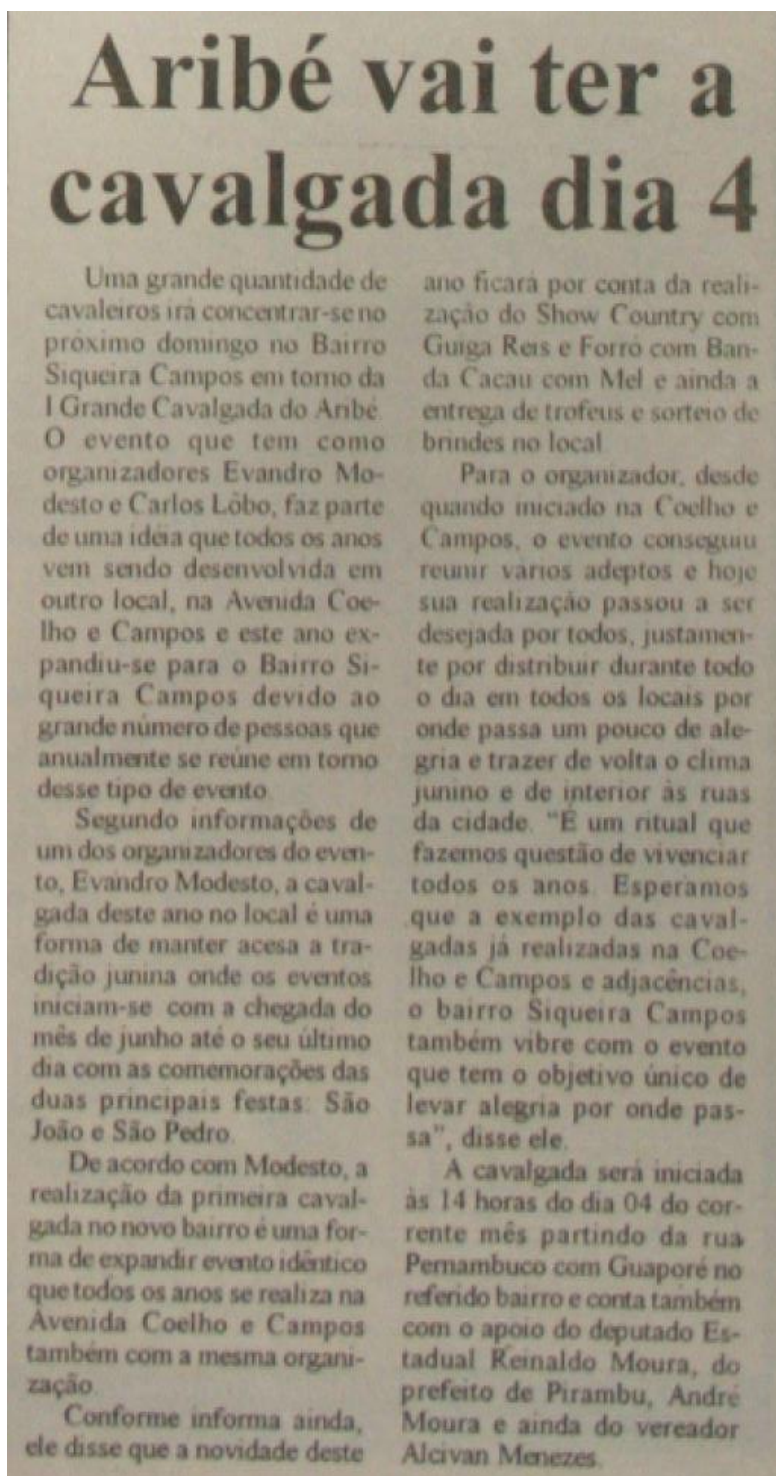 Aribé vai ter a
cavalgada dia 4
Uma grande quantidade de
cavaleiros irá concentrar-se no
próximo domingo no Bairro
Siqueira Campos em torno da
I Grande Cavalgada do Aribé.
O evento que tem como
organizadores Evandro Mo-
desto e Carlos Lôbo, faz parte
de uma idéia que todos os anos
vem sendo desenvolvida em
outro local, na Avenida Coe-
lho e Campos e este ano ex-
pandiu-se para o Bairro Si-
queira Campos devido ao
grande número de pessoas que
anualmente se reúne em torno
desse tipo de evento.
Segundo informações de
um dos organizadores do even-
to, Evandro Modesto, a caval-
gada deste ano no local é uma
forma de manter acesa a tra-
dição junina onde os eventos
iniciam-se com a chegada do
mês de junho até o seu último
dia com as comemorações das
duas principais festas: São
João e São Pedro.
De acordo com Modesto, a
realização da primeira caval-
gada no novo bairro é uma for-
ma de expandir evento idêntico
que todos os anos se realiza na
Avenida Coelho e Campos
também com a mesma organi-
zação.
Conforme informa ainda,
ele disse que a novidade deste
ano ficará por conta da reali-
zação do Show Country com
Guiga Reis e Forró com Ban-
da Cacau com Mel e ainda a
entrega de troféus e sorteio de
brindes no local.
Para o organizador, desde
quando iniciado na Coelho e
Campos, o evento conseguiu
reunir vários adeptos e hoje
sua realização passou a ser
desejada por todos, justamen-
te por distribuir durante todo
o dia em todos os locais por
onde passa um pouco de ale-
gria e trazer de volta o clima
junino e de interior às ruas
da cidade. "É um ritual que
fazemos questão de vivenciar
todos os anos. Esperamos
que a exemplo das caval-
gadas já realizadas na Coe-
lho e Campos e adjacências,
o bairro Siqueira Campos
também vibre com o evento
que tem o objetivo único de
levar alegria por onde pas-
sa", disse ele.
A cavalgada será iniciada
às 14 horas do dia 04 do cor-
rente mês partindo da rua
Pernambuco com Guaporé no
referido bairro e conta também
com o apoio do deputado Es-
tadual Reinaldo Moura, do
prefeito de Pirambu, André
Moura e ainda do vereador
Alcivan Menezes.